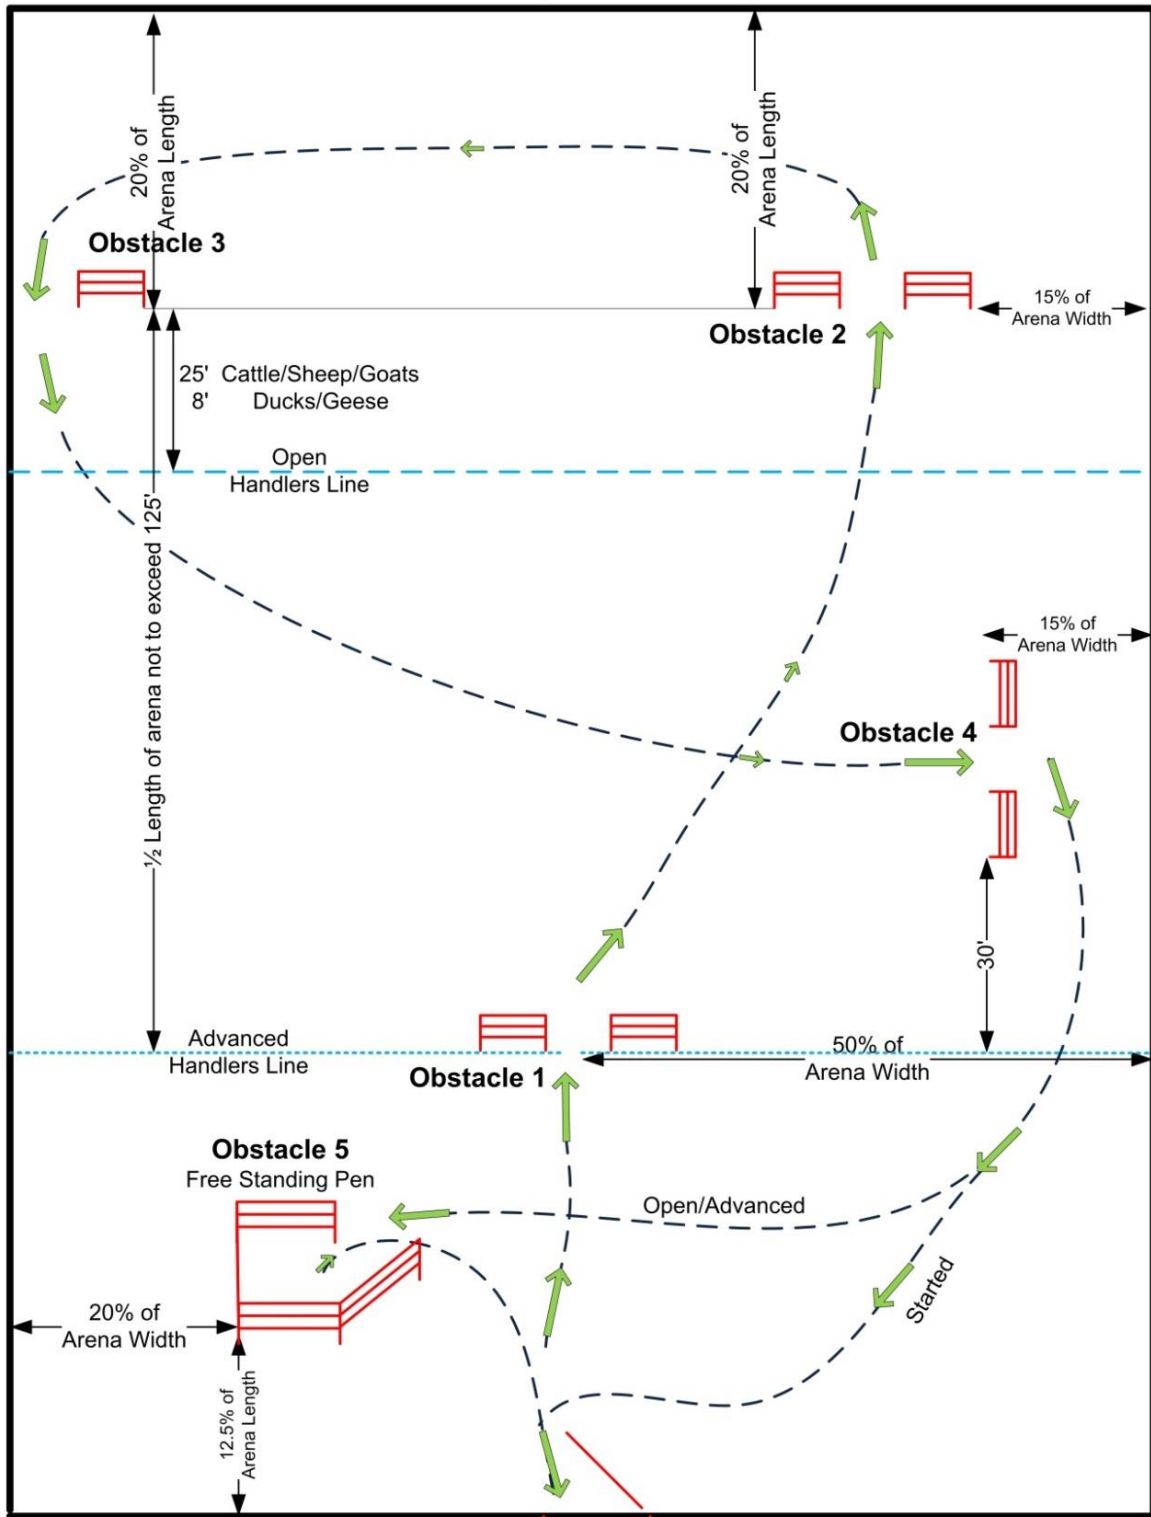 20% of
Arena Length
20% of
Arena Length
Obstacle 3
15% of
Arena Width
Obstacle 2
25' Cattle/Sheep/Goats
8' Ducks/Geese
Open
Handlers Line
½ Length of arena not to exceed 125'
15% of
Arena Width
Obstacle 4
30'
Advanced
Handlers Line
50% of
Arena Width
Obstacle 1
Obstacle 5
Free Standing Pen
Open/Advanced
Started
20% of
Arena Width
12.5% of
Arena Length